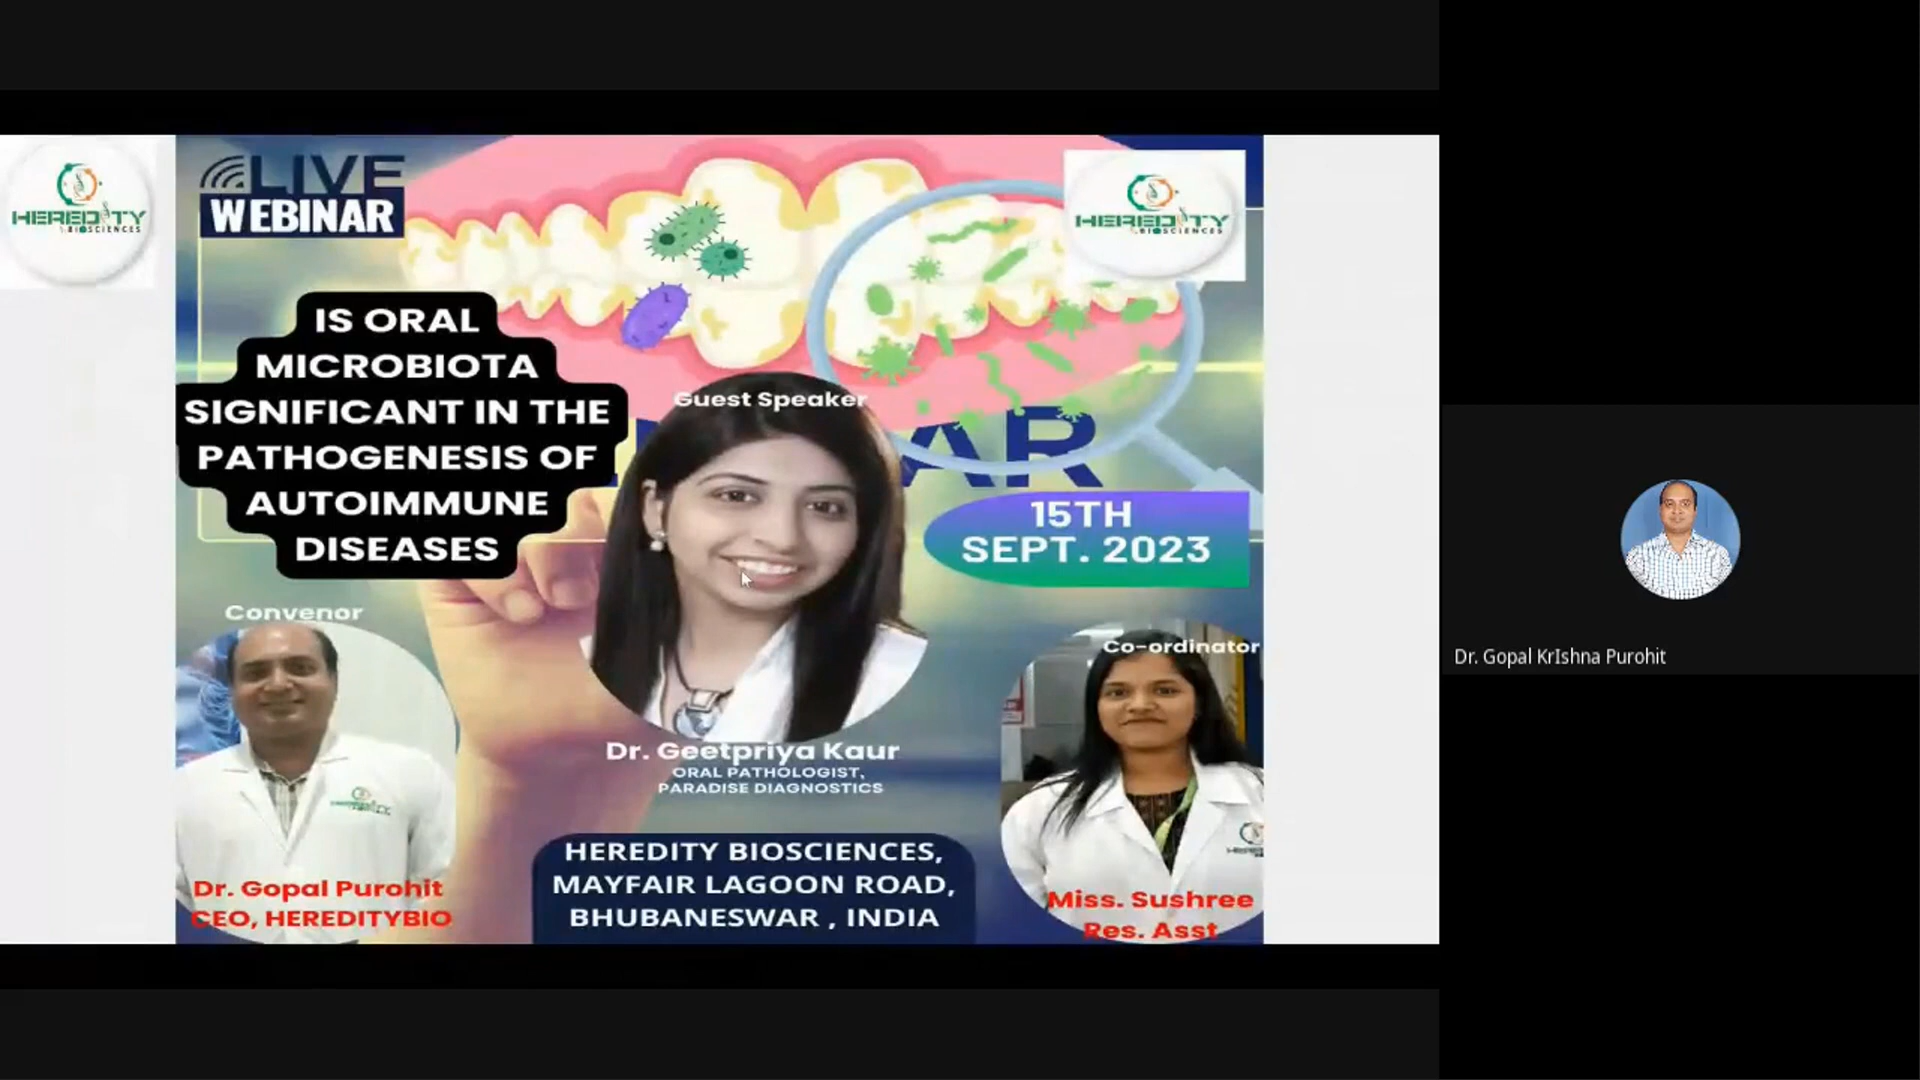 HEREDITY
BIOSCIENCES
LIVE
WEBINAR
HEREDITY
BIOSCIENCES
IS ORAL
MICROBIOTA
SIGNIFICANT IN THE
PATHOGENESIS OF
AUTOIMMUNE
DISEASES
Guest Speaker
AR
15TH
SEPT. 2023
Convenor
Co-ordinator
Dr. Gopal KrIshna Purohit
Dr. Geetpriya Kaur
ORAL PATHOLOGIST,
PARADISE DIAGNOSTICS
HEREDITY BIOSCIENCES,
MAYFAIR LAGOON ROAD,
BHUBANESWAR , INDIA
Dr. Gopal Purohit
CEO, HEREDITYBIO
Miss. Sushree
Res. Asst